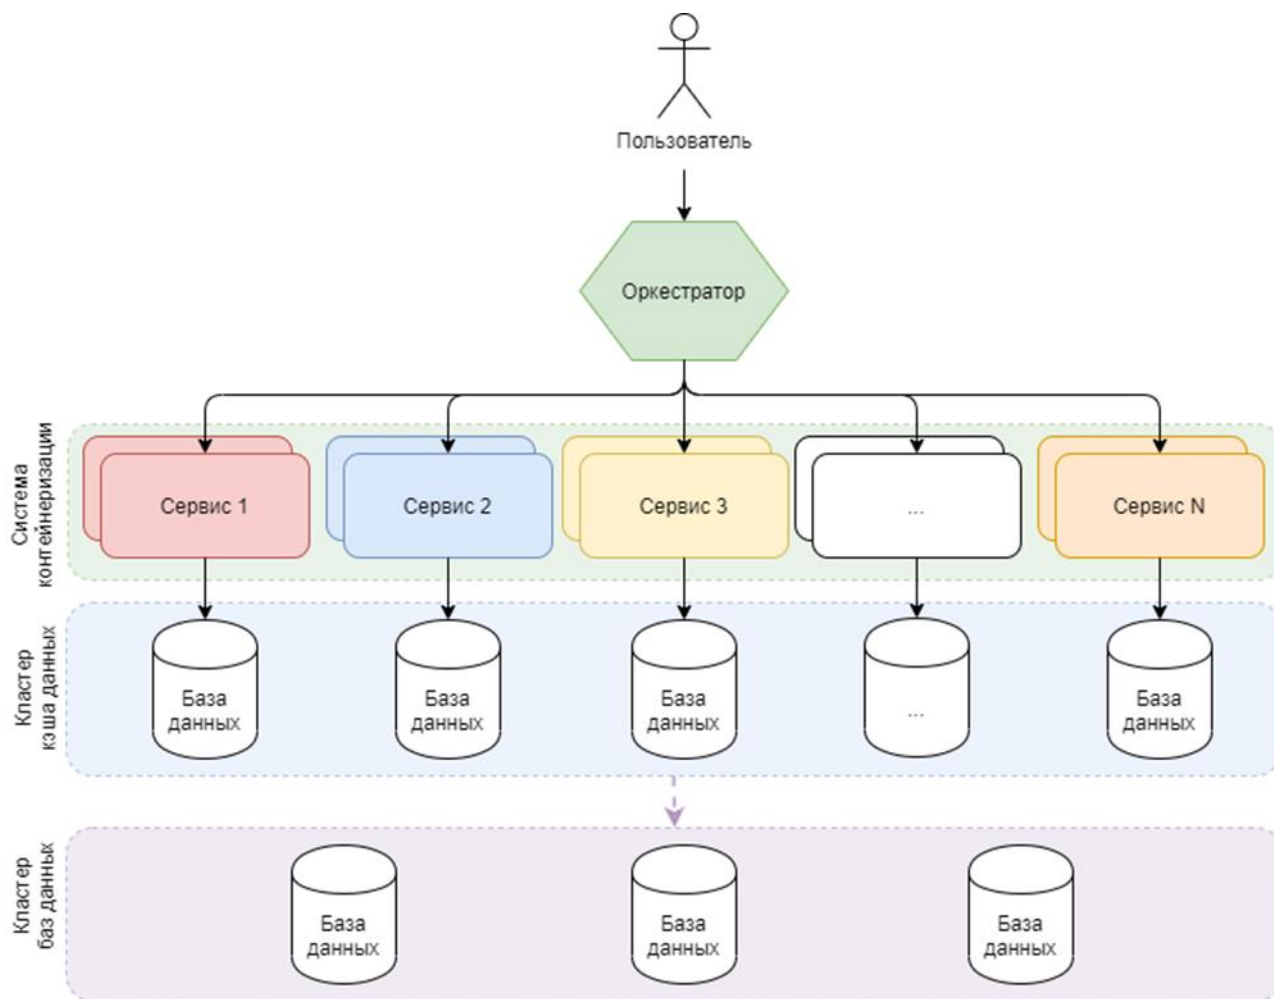 Пользователь
Оркестратор
Система
контейнеризации
Сервис 1
Сервис 2
Сервис 3
...
Сервис N
Кластер
кэша данных
База
данных
База
данных
База
данных
...
База
данных
Кластер
баз данных
База
данных
База
данных
База
данных